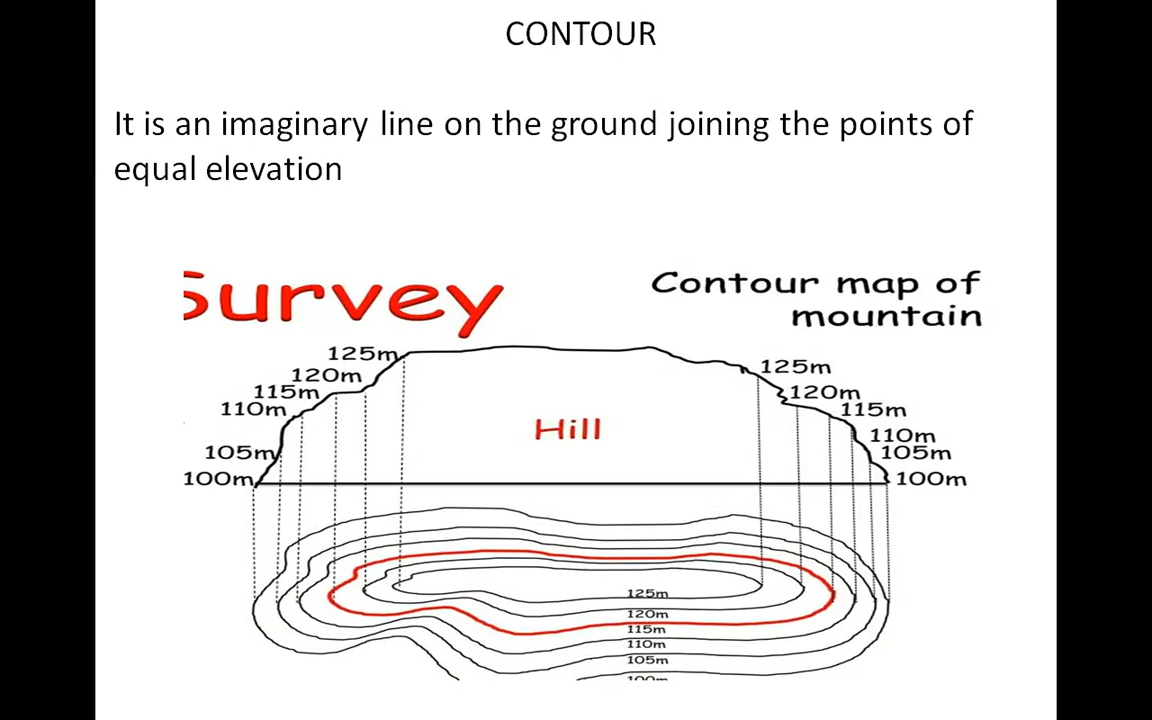 CONTOUR
It is an imaginary line on the ground joining the points of
equal elevation
Survey
Contour map of
mountain
125m
120m
115m
110m
105m
100m
125m
120m
115m
110m
105m
100m
Hill
125m
120m
115m
110m
105m
100m